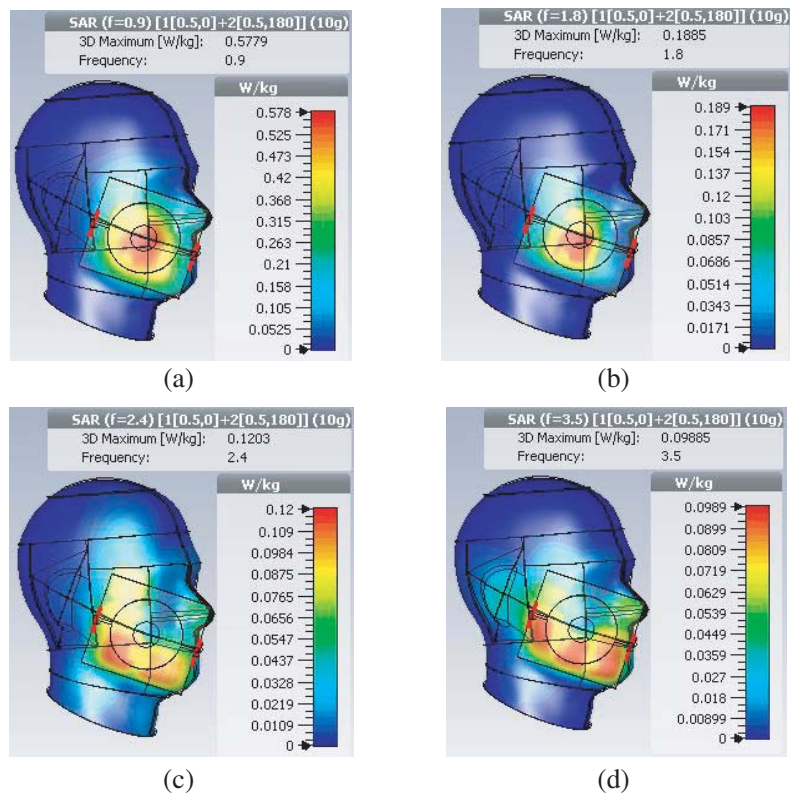 SAR (f=0.9) [1[0.5,0]+2[0.5,180]] (10g)
3D Maximum [W/kg]: 0.5779
Frequency: 0.9
W/kg
0.578
0.525
0.473
0.42
0.368
0.315
0.263
0.21
0.158
0.105
0.0525
0
(a)
SAR (f=1.8) [1[0.5,0]+2[0.5,180]] (10g)
3D Maximum [W/kg]: 0.1885
Frequency: 1.8
W/kg
0.189
0.171
0.154
0.137
0.12
0.103
0.0857
0.0686
0.0514
0.0343
0.0171
0
(b)
SAR (f=2.4) [1[0.5,0]+2[0.5,180]] (10g)
3D Maximum [W/kg]: 0.1203
Frequency: 2.4
W/kg
0.12
0.109
0.0984
0.0875
0.0765
0.0656
0.0547
0.0437
0.0328
0.0219
0.0109
0
(c)
SAR (f=3.5) [1[0.5,0]+2[0.5,180]] (10g)
3D Maximum [W/kg]: 0.09885
Frequency: 3.5
W/kg
0.0989
0.0899
0.0809
0.0719
0.0629
0.0539
0.0449
0.0359
0.027
0.018
0.00899
0
(d)